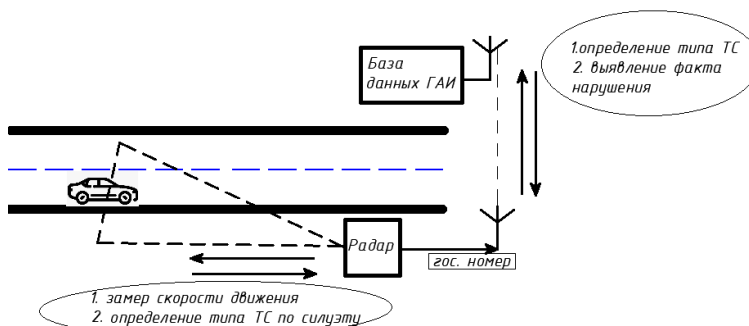 База
данных ГАИ
1.определение типа ТС
2. выявление факта
нарушения
Радар
гос. номер
1. замер скорости движения
2. определение типа ТС по силуэту